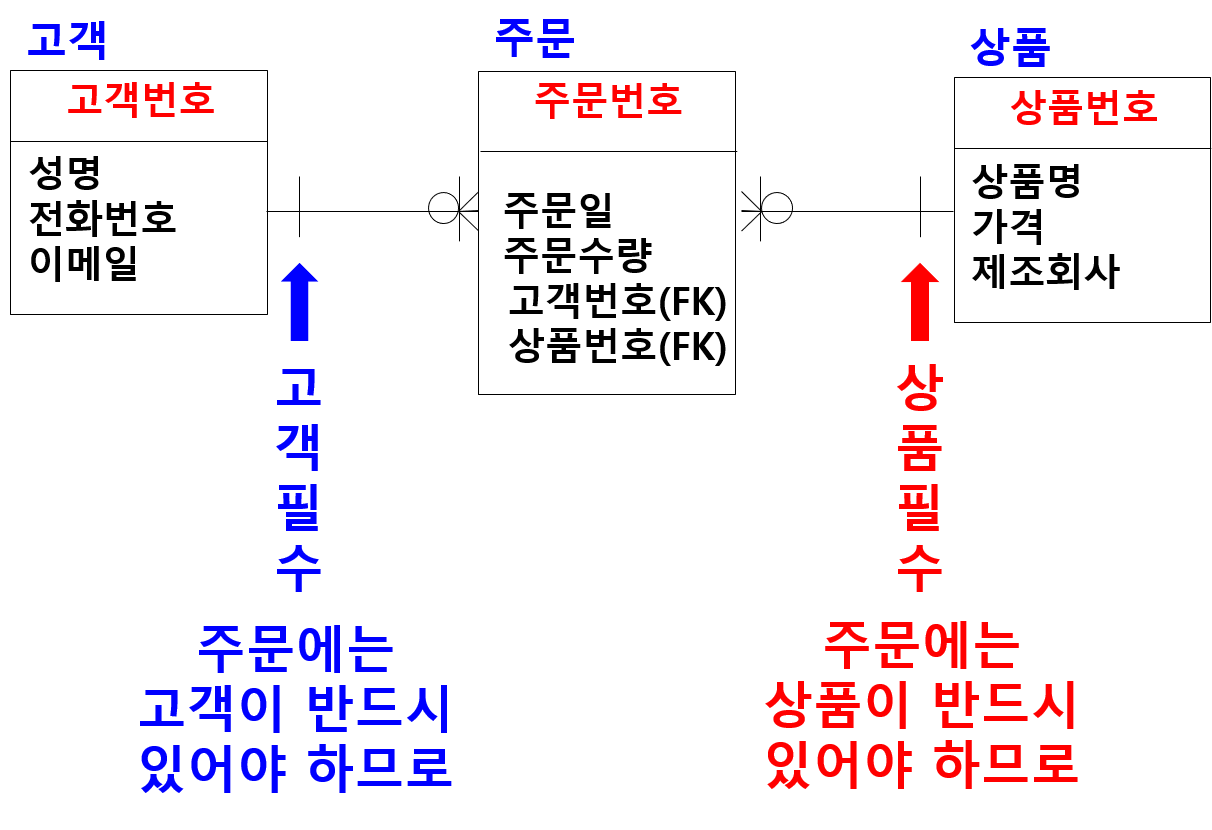 고객
고객번호
성명
전화번호
이메일
주문
주문번호
주문일
주문수량
고객번호(FK)
상품번호(FK)
상품
상품번호
상품명
가격
제조회사
고
객
필
수
주문에는
고객이 반드시
있어야 하므로
상
품
필
수
주문에는
상품이 반드시
있어야 하므로